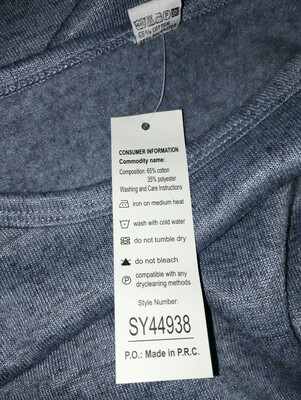 65% COTTON
CONSUMER INFORMATION
Commodity name:
Composition: 65% cotton
35% polyester
Washing and Care Instructions
iron on medium heat
wash with cold water
do not tumble dry
do not bleach
compatible with any
drycleaning methods
Style Number:
SY44938
P.O.: Made in P.R.C.